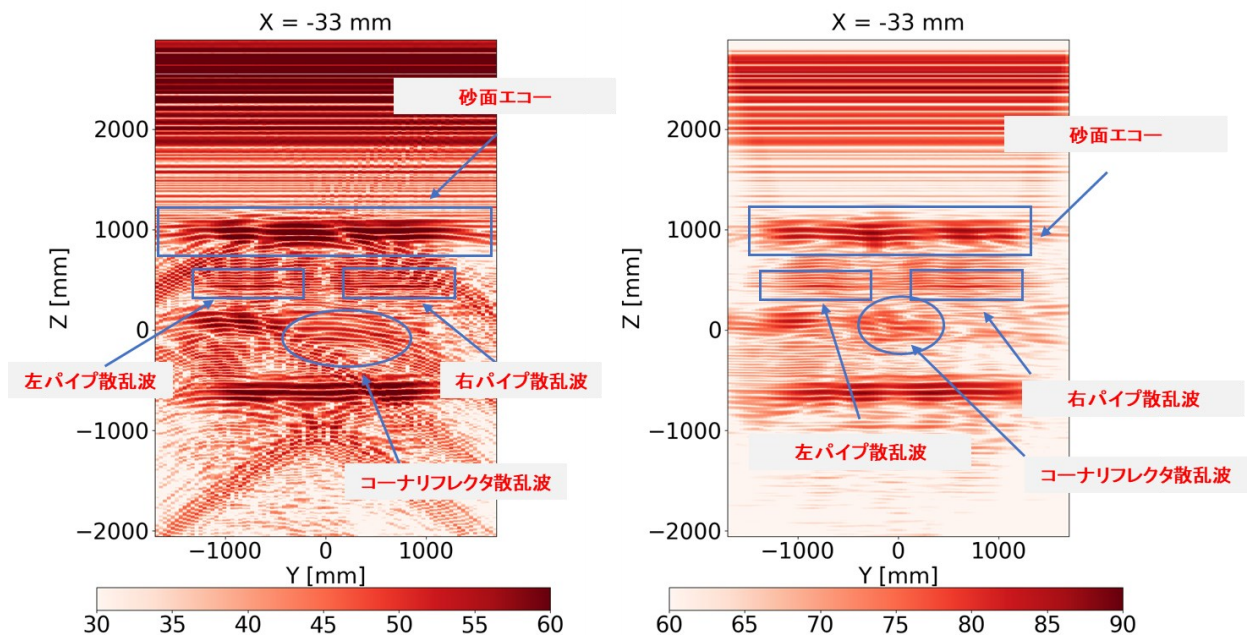 X = -33 mm
砂面エコー
2000
1000
0
−1000
−2000
Z [mm]
左パイプ散乱波
右パイプ散乱波
コーナリフレクタ散乱波
−1000 0 1000
Y [mm]
30 35 40 45 50 55 60
X = -33 mm
砂面エコー
2000
1000
0
−1000
−2000
Z [mm]
右パイプ散乱波
左パイプ散乱波
コーナリフレクタ散乱波
−1000 0 1000
Y [mm]
60 65 70 75 80 85 90